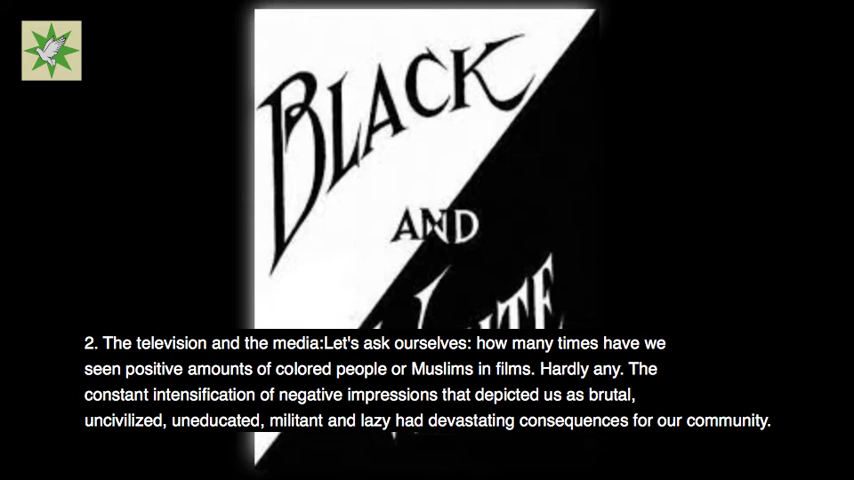 BLACK
AND
2. The television and the media:Let's ask ourselves: how many times have we
seen positive amounts of colored people or Muslims in films. Hardly any. The
constant intensification of negative impressions that depicted us as brutal,
uncivilized, uneducated, militant and lazy had devastating consequences for our community.